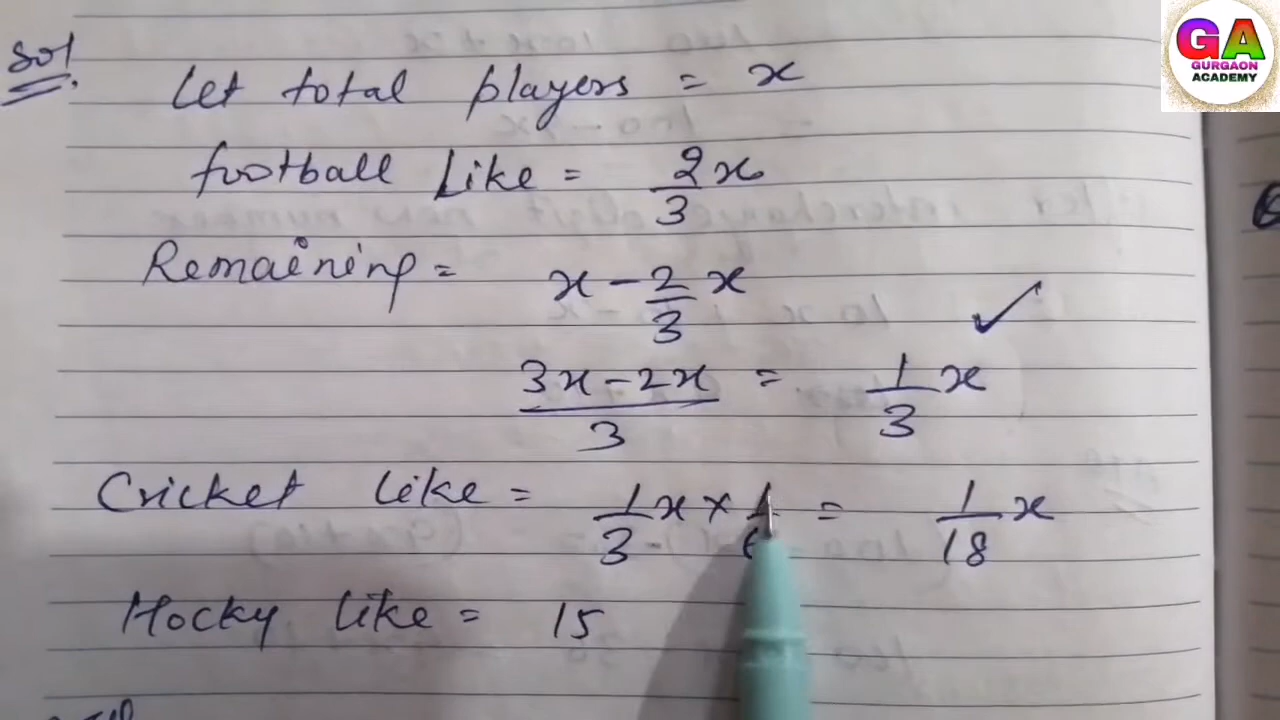 GA
GURGAON
ACADEMY
Sol.
Let total players = x
football Like = 2/3 x
Remaining = x - 2/3 x
(3x - 2x)/3 = 1/3 x
Cricket like = 1/3 x × 1/6 = 1/18 x
Hocky like = 15